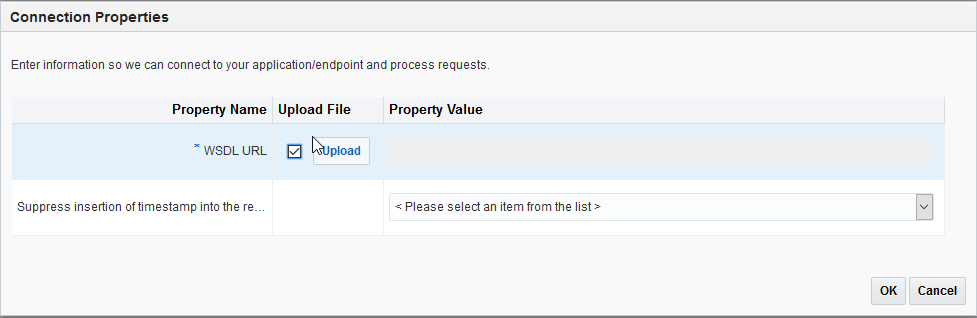 Connection Properties
Enter information so we can connect to your application/endpoint and process requests.
Property Name Upload File Property Value
* WSDL URL Upload
Suppress insertion of timestamp into the re... < Please select an item from the list >
OK Cancel